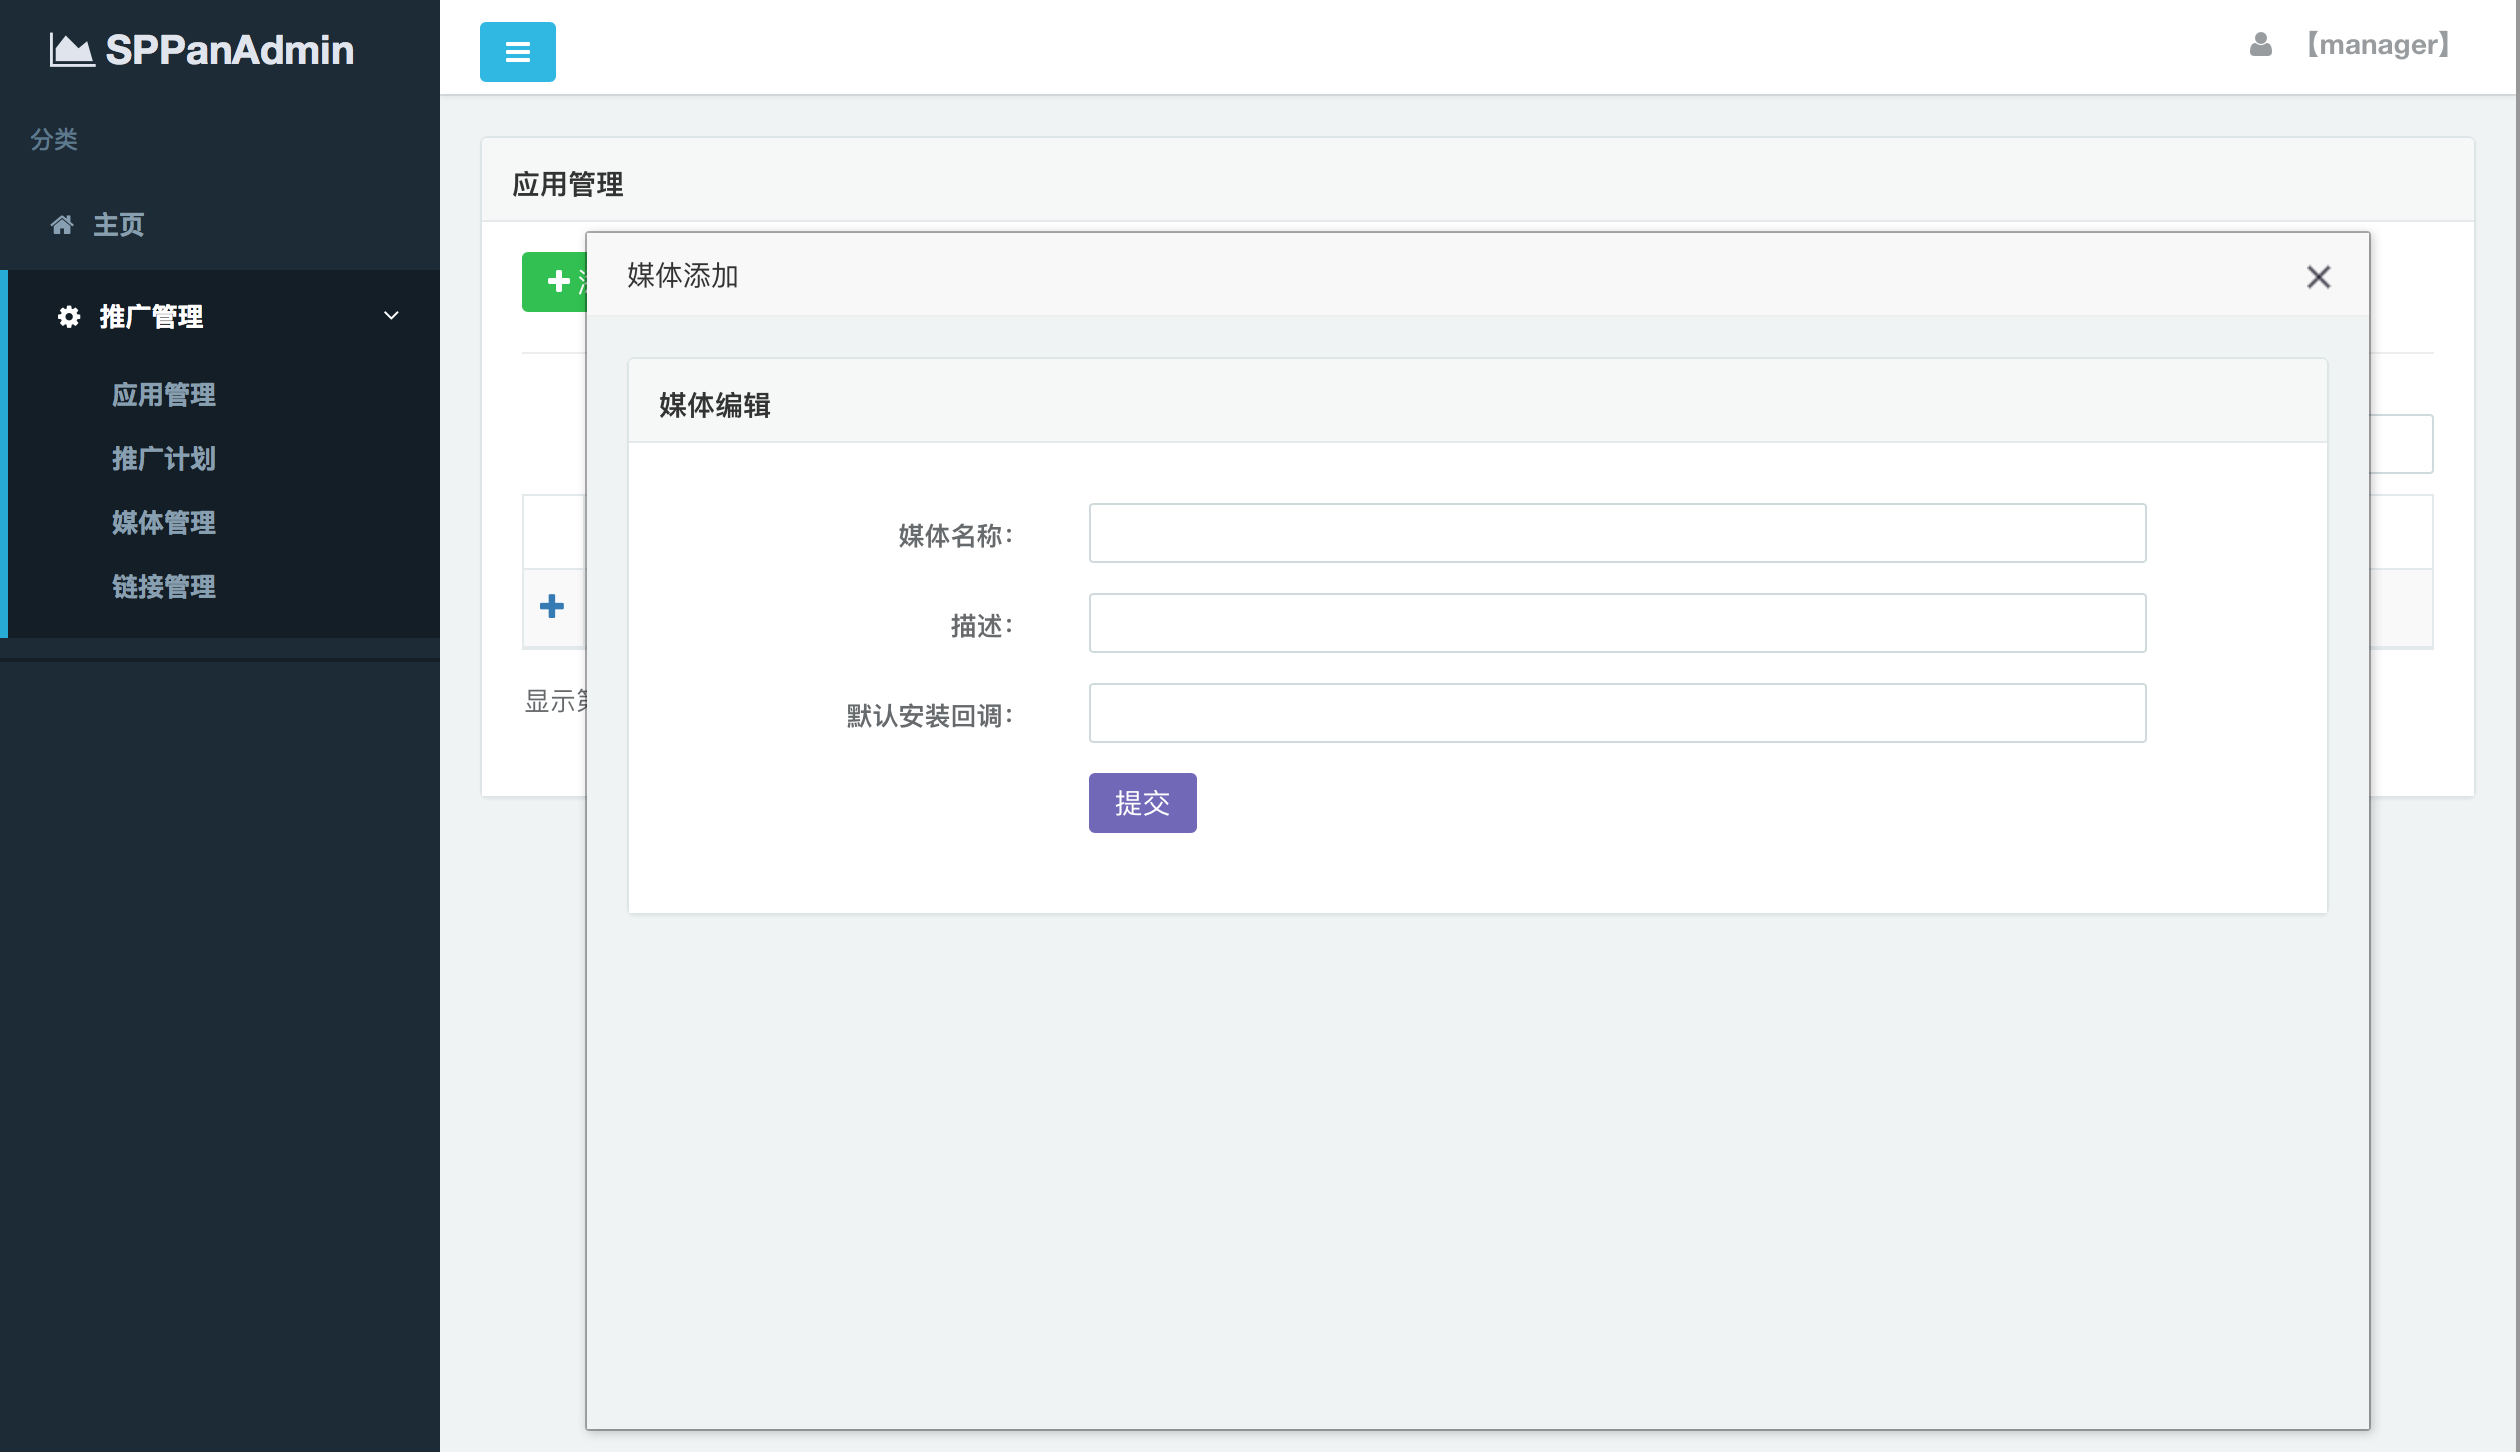 SPPanAdmin
【manager】
分类
主页
推广管理
应用管理
推广计划
媒体管理
链接管理
应用管理
媒体添加
媒体编辑
媒体名称：
描述：
默认安装回调：
提交
显示